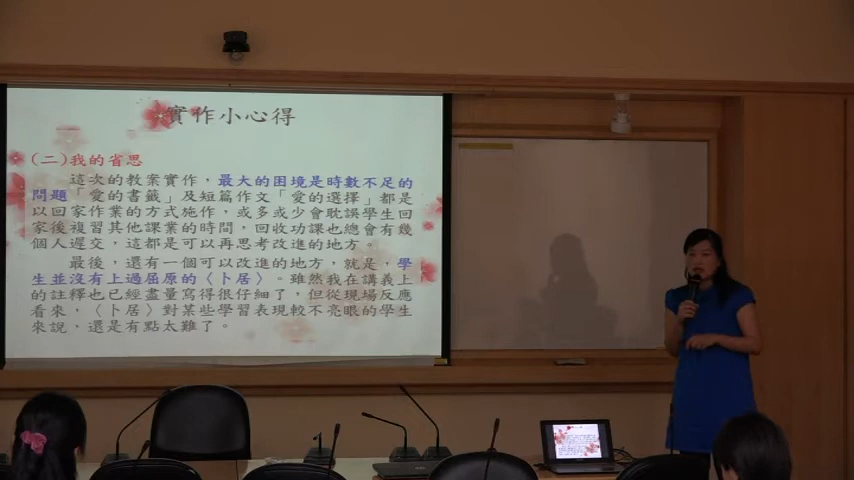 實作小心得
(二)我的省思
這次的教案實作，最大的困境是時數不足的
問題「愛的書籤」及短篇作文「愛的選擇」都是
以回家作業的方式施作，或多或少會耽誤學生回
家後複習其他課業的時間，回收功課也總會有幾
個人遲交，這都是可以再思考改進的地方。
最後，還有一個可以改進的地方，就是，學
生並沒有上過屈原的〈卜居〉。雖然我在講義上
的註釋也已經盡量寫得很仔細了，但從現場反應
看來，〈卜居〉對某些學習表現較不亮眼的學生
來說，還是有點太難了。